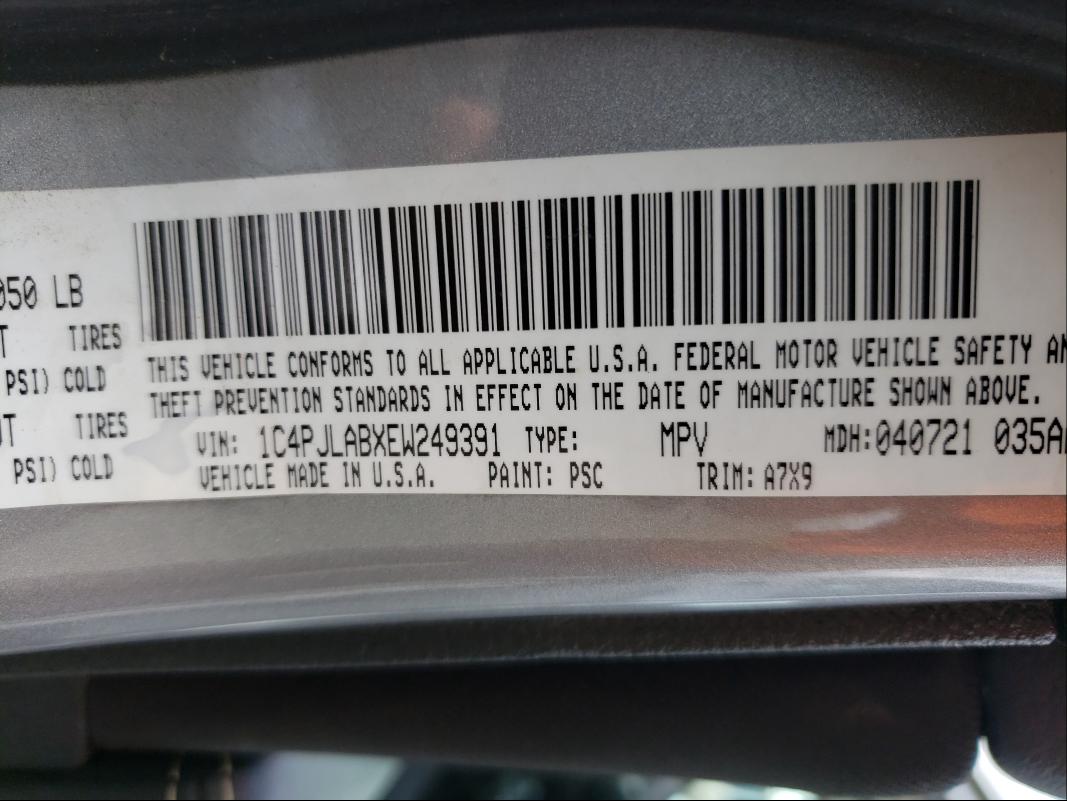 050 LB
T TIRES
PSI) COLD
THIS VEHICLE CONFORMS TO ALL APPLICABLE U.S.A. FEDERAL MOTOR VEHICLE SAFETY AN
THEFT PREVENTION STANDARDS IN EFFECT ON THE DATE OF MANUFACTURE SHOWN ABOVE.
UT TIRES
PSI) COLD
VIN: 1C4PJLABXEW249391 TYPE: MPV MDH:040721 035A
VEHICLE MADE IN U.S.A. PAINT: PSC TRIM: A7X9